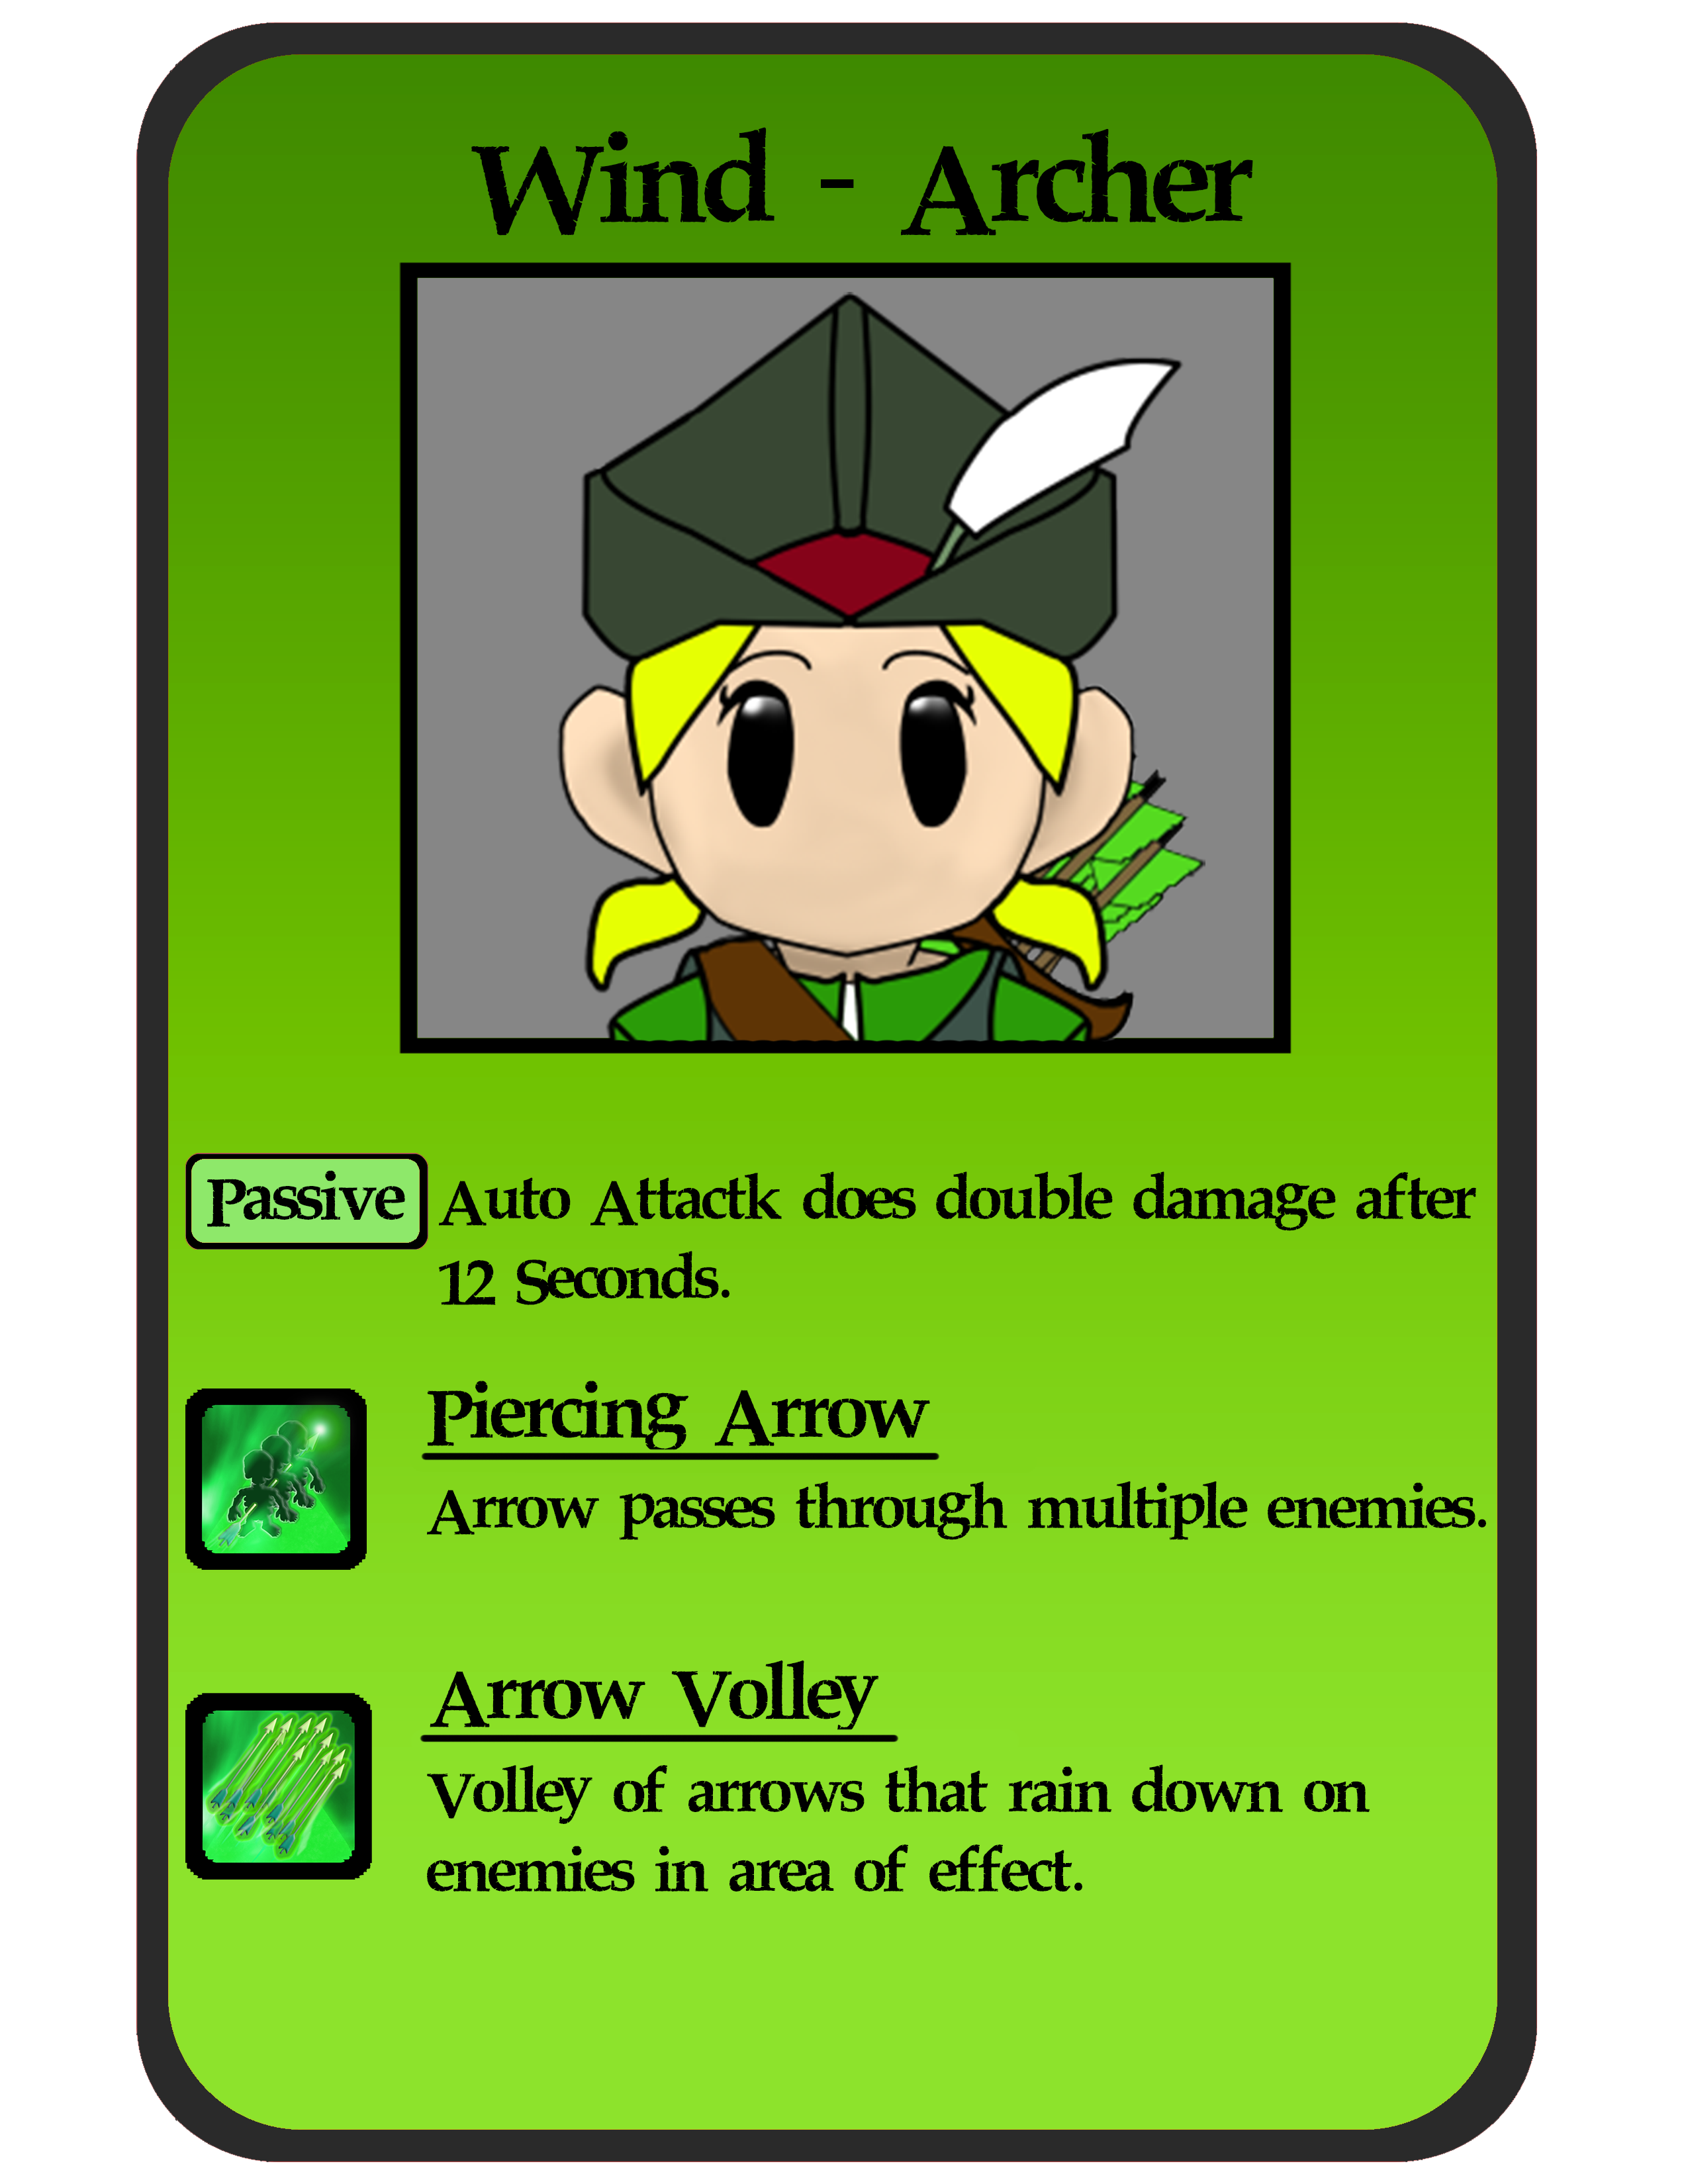 Wind - Archer
Passive
Auto Attactk does double damage after
12 Seconds.
Piercing Arrow
Arrow passes through multiple enemies.
Arrow Volley
Volley of arrows that rain down on
enemies in area of effect.